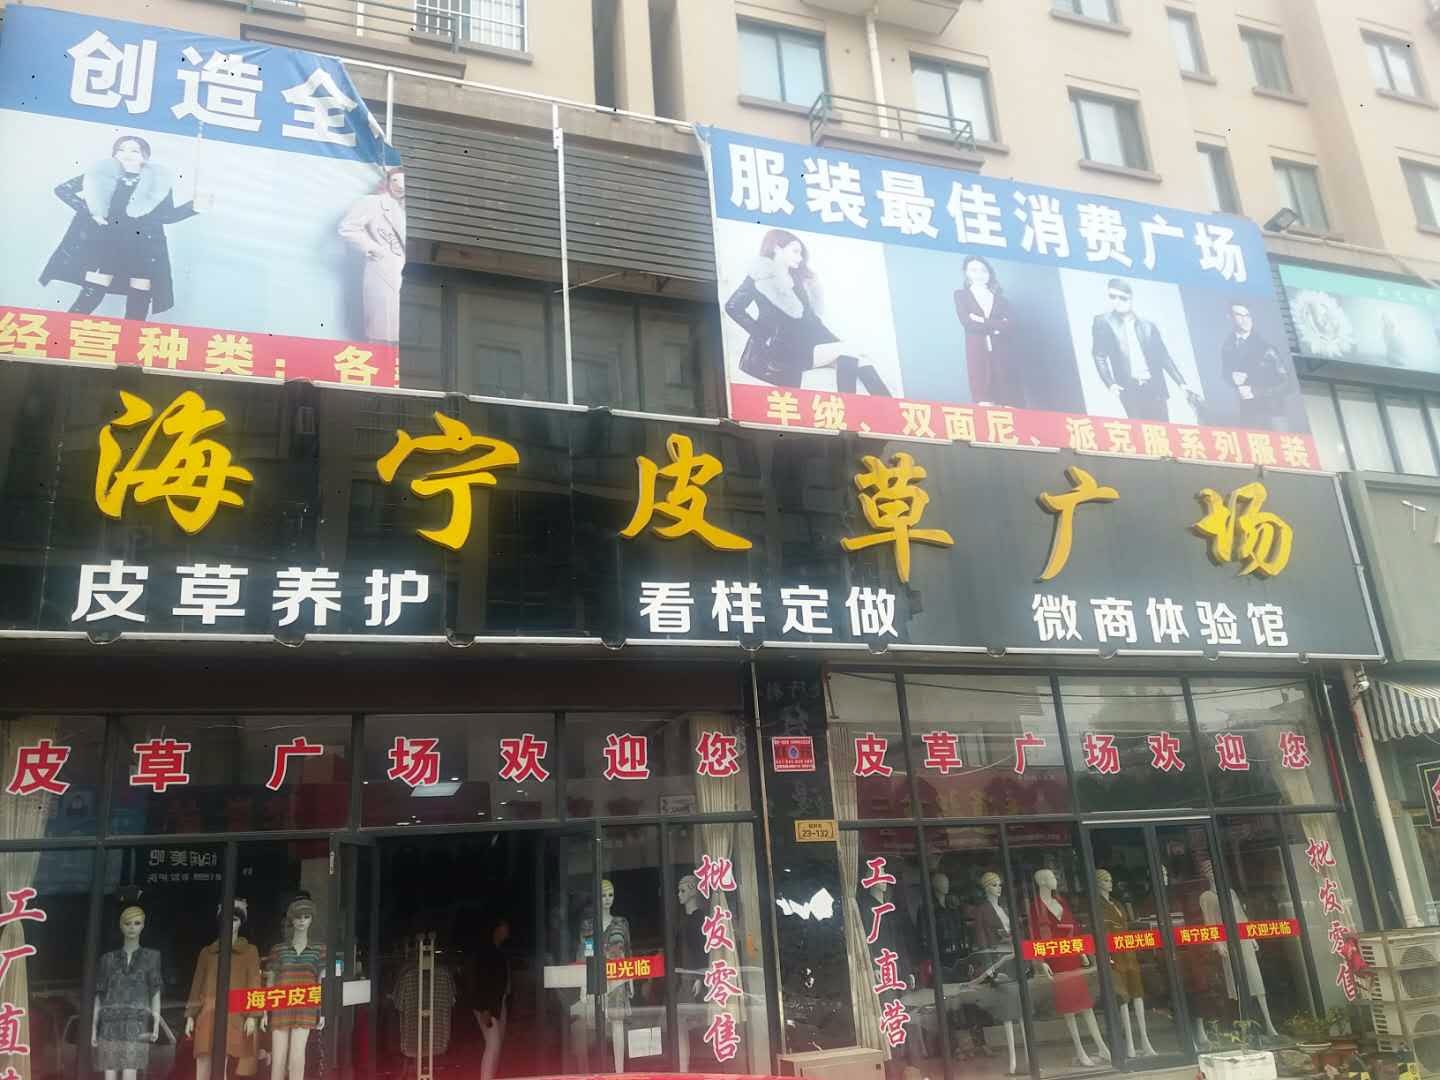 创造全
服装最佳消费广场
经营种类：各
羊绒、双面尼、派克服系列服装
海宁皮草广场
皮草养护 看样定做 微商体验馆
皮草广场欢迎您
皮草广场欢迎您
23-132
工厂直
批发零售
工厂直营
批发零售
海宁皮草
迎光临
海宁皮草
欢迎光临
海宁皮草
欢迎光临